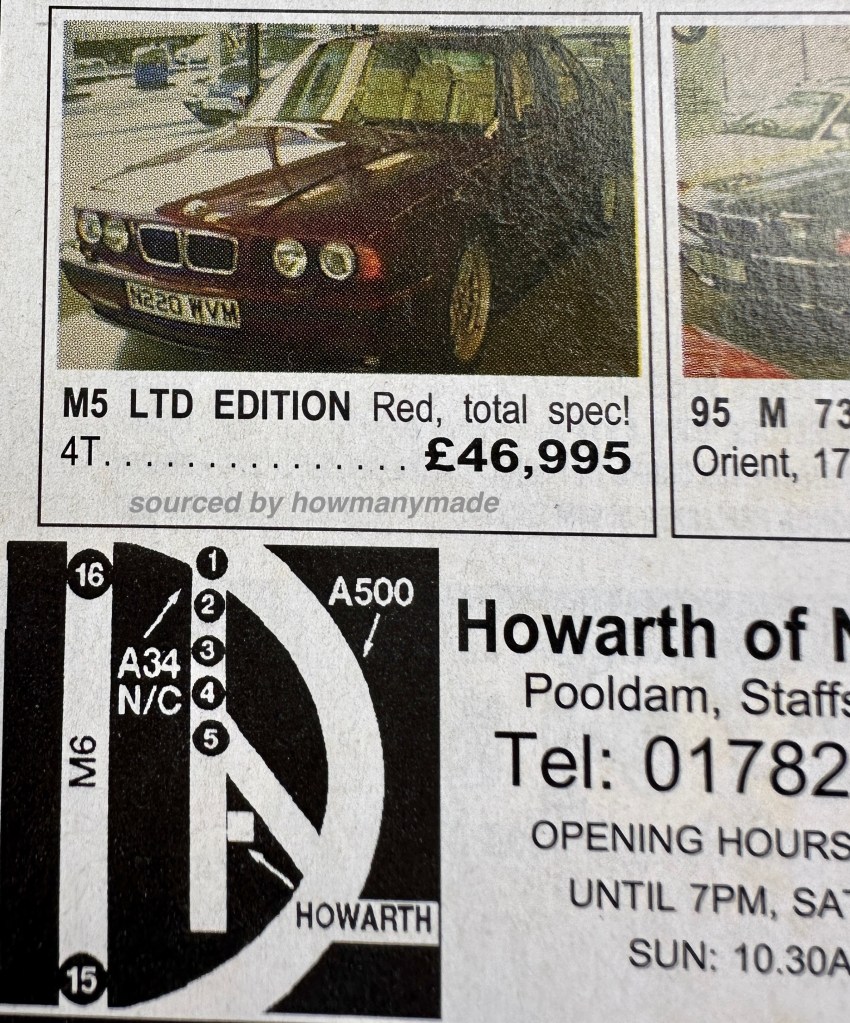 N220 WVM
M5 LTD EDITION Red, total spec!
4T. . . . . . . . . . . . . . . . £46,995
sourced by howmanymade
95 M 73
Orient, 17
16
1
2
3
4
5
A34
N/C
A500
M6
HOWARTH
15
Howarth of N
Pooldam, Staffs
Tel: 01782
OPENING HOURS
UNTIL 7PM, SAT
SUN: 10.30A